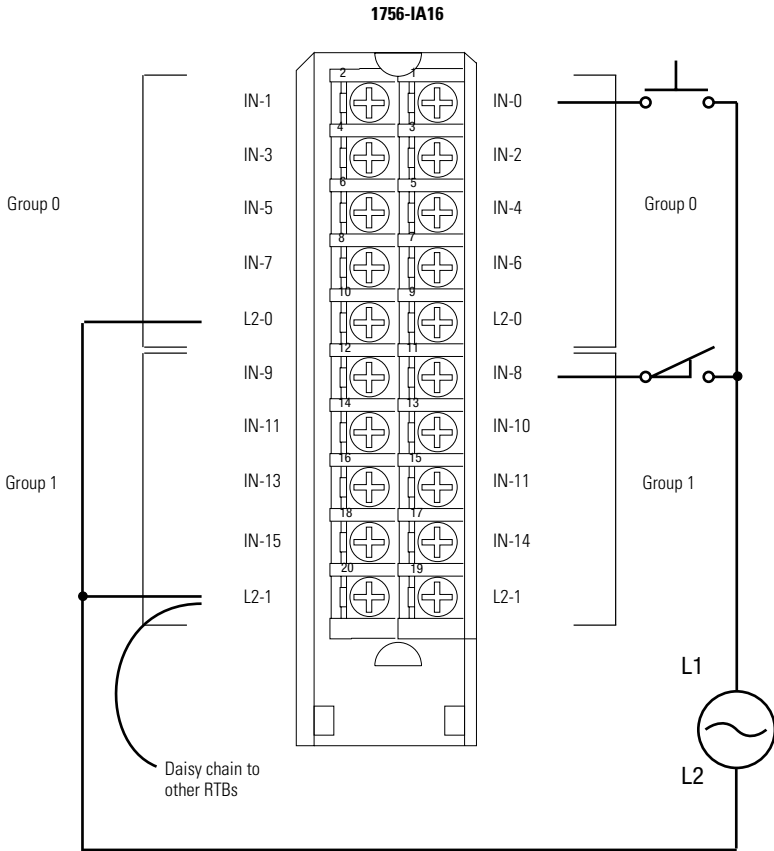 1756-IA16
2 1
IN-1 IN-0
4 3
IN-3 IN-2
6 5
Group 0 IN-5 IN-4 Group 0
8 7
IN-7 IN-6
10 9
L2-0 L2-0
12 11
IN-9 IN-8
14 13
IN-11 IN-10
16 15
Group 1 IN-13 IN-11 Group 1
18 17
IN-15 IN-14
20 19
L2-1 L2-1
L1
L2
Daisy chain to
other RTBs